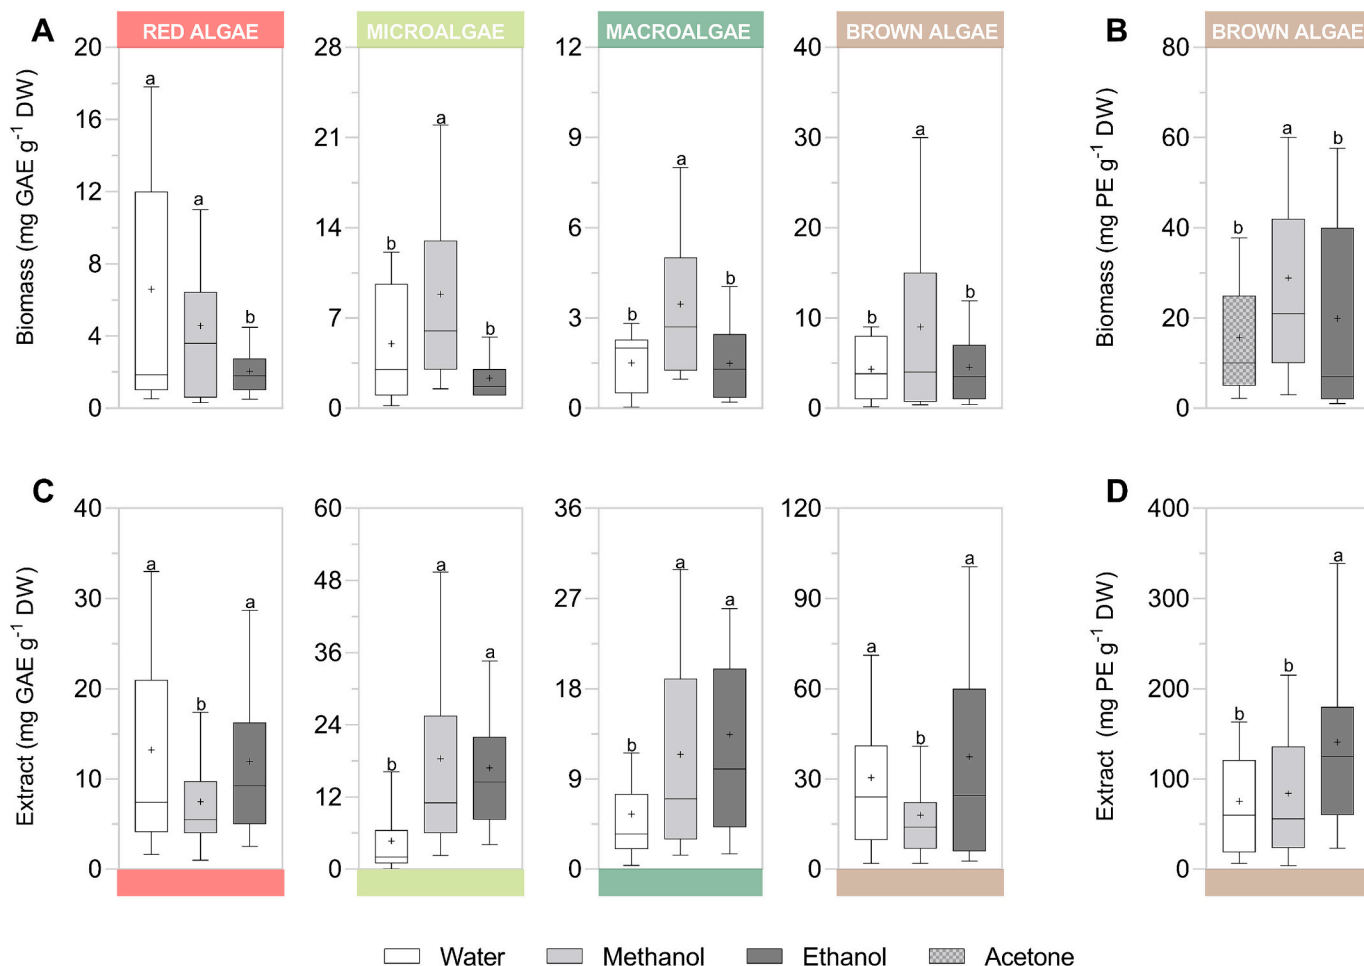 A
RED ALGAE
MICROALGAE
MACROALGAE
BROWN ALGAE
B
BROWN ALGAE
Biomass (mg GAE g⁻¹ DW)
20
16
12
8
4
0
a
a
b
28
21
14
7
0
b
a
b
12
9
6
3
0
b
a
b
40
30
20
10
0
b
a
b
Biomass (mg PE g⁻¹ DW)
80
60
40
20
0
b
a
b
C
Extract (mg GAE g⁻¹ DW)
40
30
20
10
0
a
b
a
60
48
36
24
12
0
b
a
a
36
27
18
9
0
b
a
a
120
90
60
30
0
a
b
a
D
Extract (mg PE g⁻¹ DW)
400
300
200
100
0
b
b
a
Water
Methanol
Ethanol
Acetone